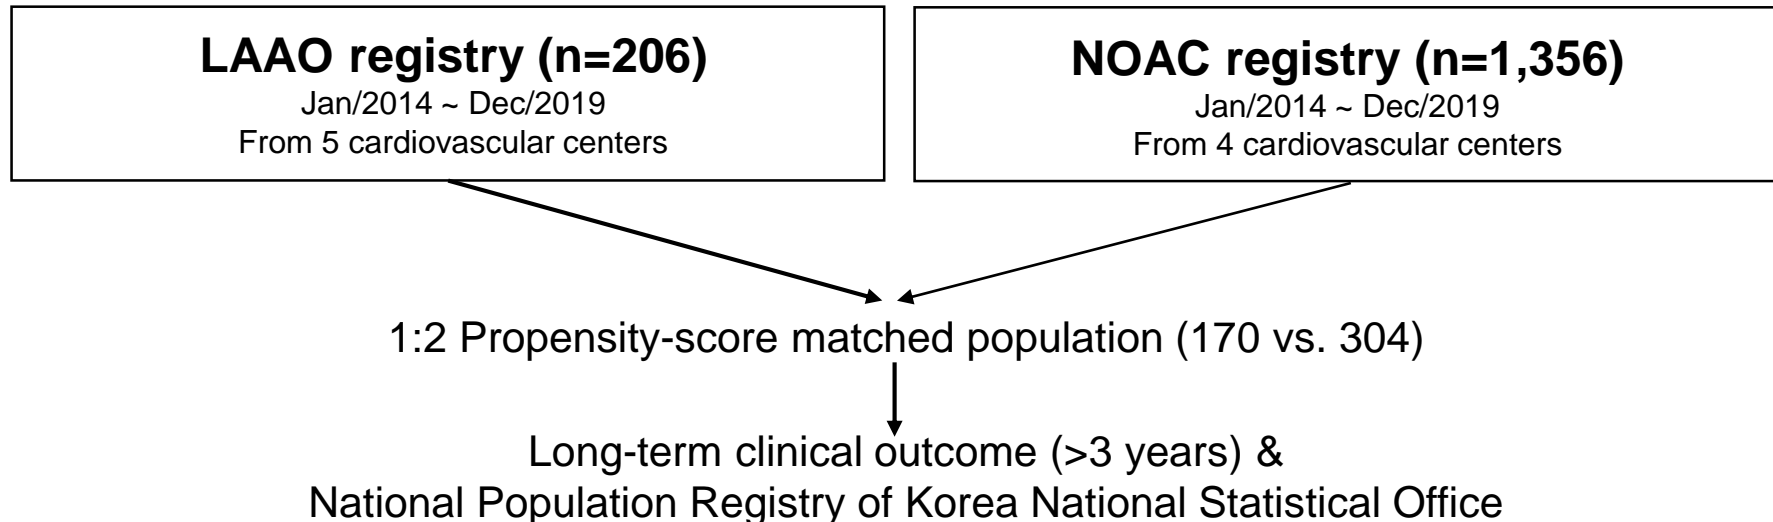 LAAO registry (n=206)
Jan/2014 ~ Dec/2019
From 5 cardiovascular centers
NOAC registry (n=1,356)
Jan/2014 ~ Dec/2019
From 4 cardiovascular centers
1:2 Propensity-score matched population (170 vs. 304)
Long-term clinical outcome (>3 years) &
National Population Registry of Korea National Statistical Office